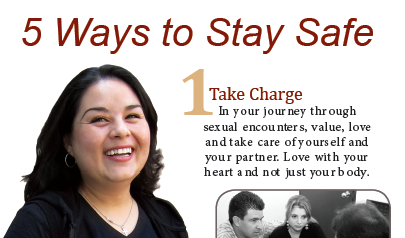 5 Ways to Stay Safe
1 Take Charge
In your journey through
sexual encounters, value, love
and take care of yourself and
your partner. Love with your
heart and not just your body.